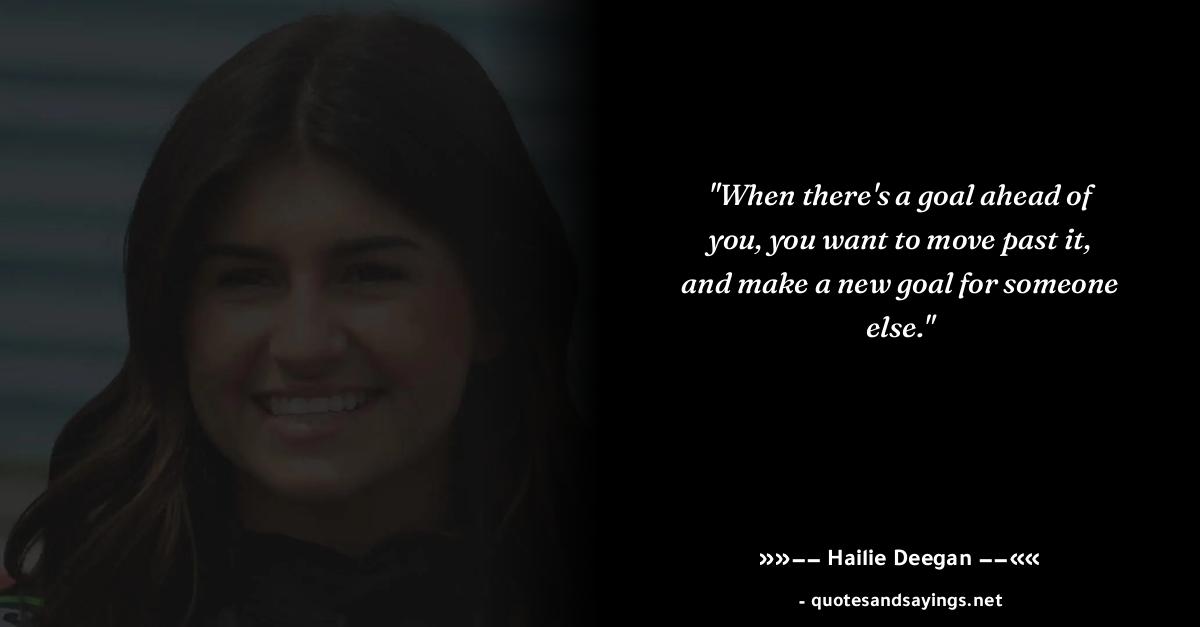 "When there's a goal ahead of
you, you want to move past it,
and make a new goal for someone
else."
»»–– Hailie Deegan ––««
- quotesandsayings.net